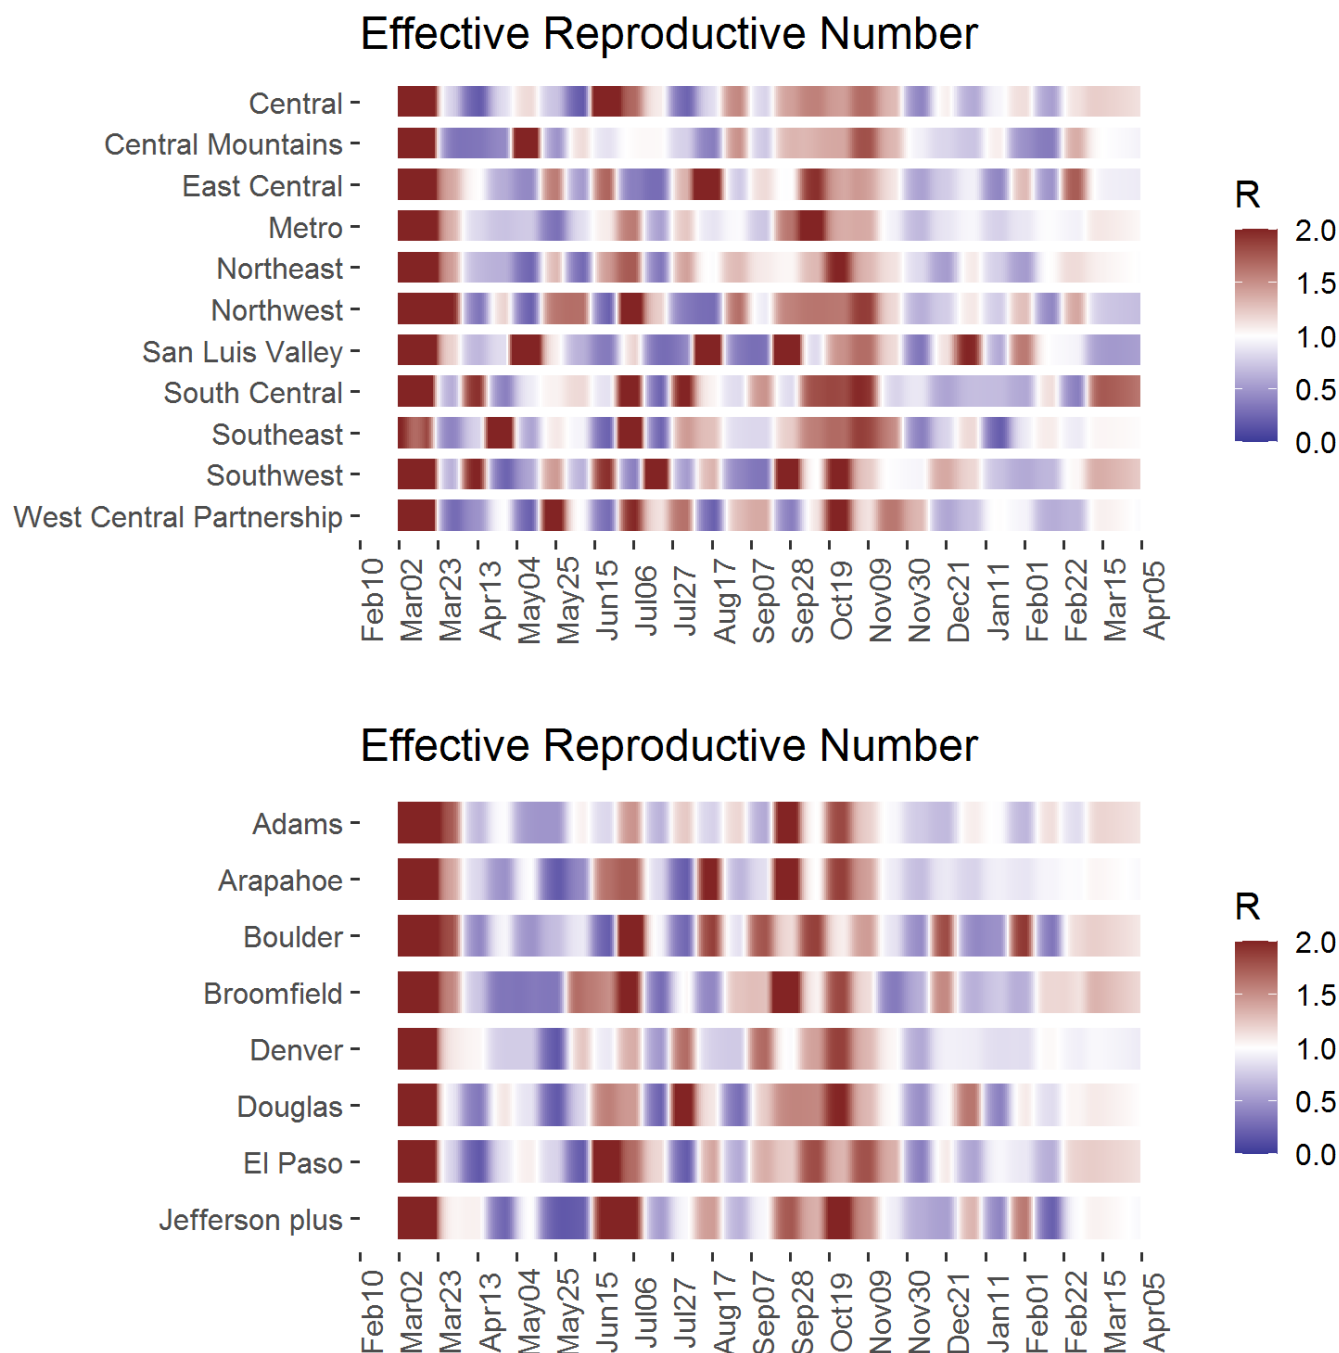 Effective Reproductive Number
Central
Central Mountains
East Central
Metro
Northeast
Northwest
San Luis Valley
South Central
Southeast
Southwest
West Central Partnership
Feb10
Mar02
Mar23
Apr13
May04
May25
Jun15
Jul06
Jul27
Aug17
Sep07
Sep28
Oct19
Nov09
Nov30
Dec21
Jan11
Feb01
Feb22
Mar15
Apr05
R
2.0
1.5
1.0
0.5
0.0
Effective Reproductive Number
Adams
Arapahoe
Boulder
Broomfield
Denver
Douglas
El Paso
Jefferson plus
Feb10
Mar02
Mar23
Apr13
May04
May25
Jun15
Jul06
Jul27
Aug17
Sep07
Sep28
Oct19
Nov09
Nov30
Dec21
Jan11
Feb01
Feb22
Mar15
Apr05
R
2.0
1.5
1.0
0.5
0.0